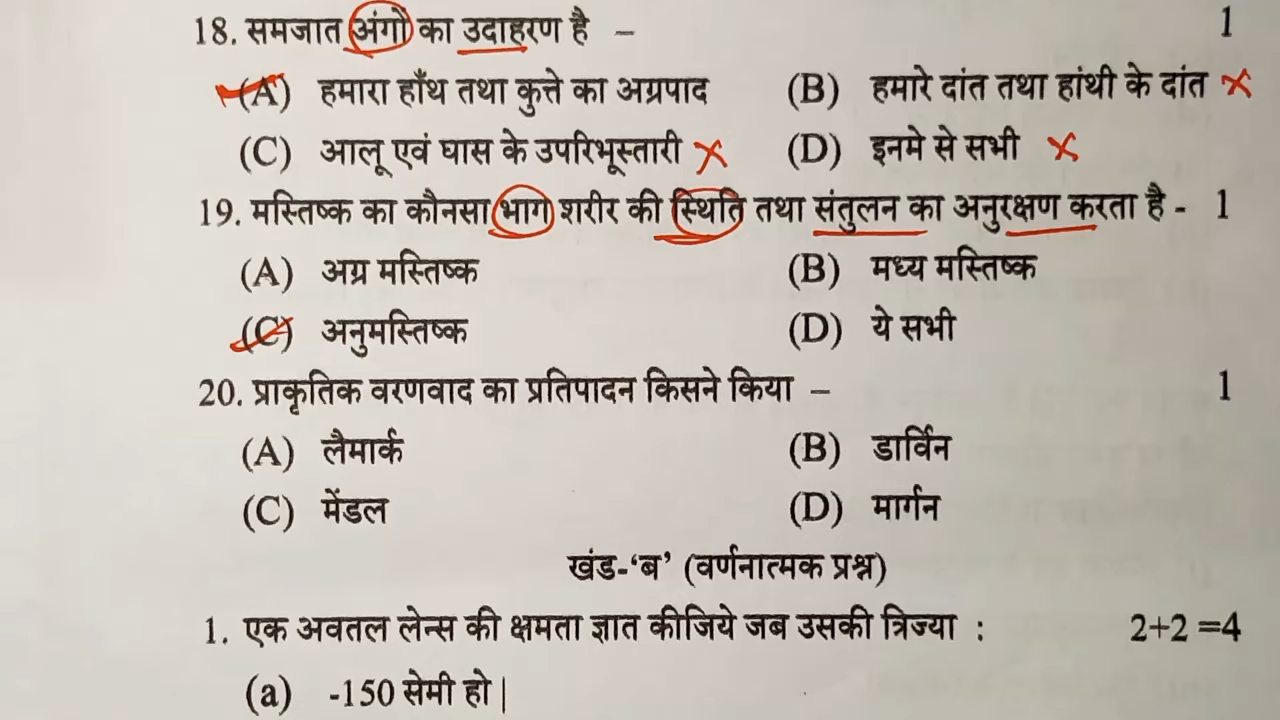 18. समजात अंगों का उदाहरण है – 1
(A) हमारा हाँथ तथा कुत्ते का अग्रपाद (B) हमारे दांत तथा हांथी के दांत
(C) आलू एवं घास के उपरिभूस्तारी (D) इनमे से सभी
19. मस्तिष्क का कौनसा भाग शरीर की स्थिति तथा संतुलन का अनुरक्षण करता है - 1
(A) अग्र मस्तिष्क (B) मध्य मस्तिष्क
(C) अनुमस्तिष्क (D) ये सभी
20. प्राकृतिक वरणवाद का प्रतिपादन किसने किया – 1
(A) लैमार्क (B) डार्विन
(C) मेंडल (D) मार्गन
खंड-‘ब’ (वर्णनात्मक प्रश्न)
1. एक अवतल लेन्स की क्षमता ज्ञात कीजिये जब उसकी त्रिज्या : 2+2 =4
(a) -150 सेमी हो |